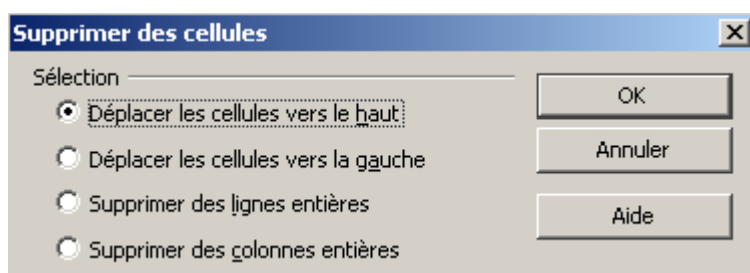 Supprimer des cellules
Sélection
Déplacer les cellules vers le haut
Déplacer les cellules vers la gauche
Supprimer des lignes entières
Supprimer des colonnes entières
OK
Annuler
Aide